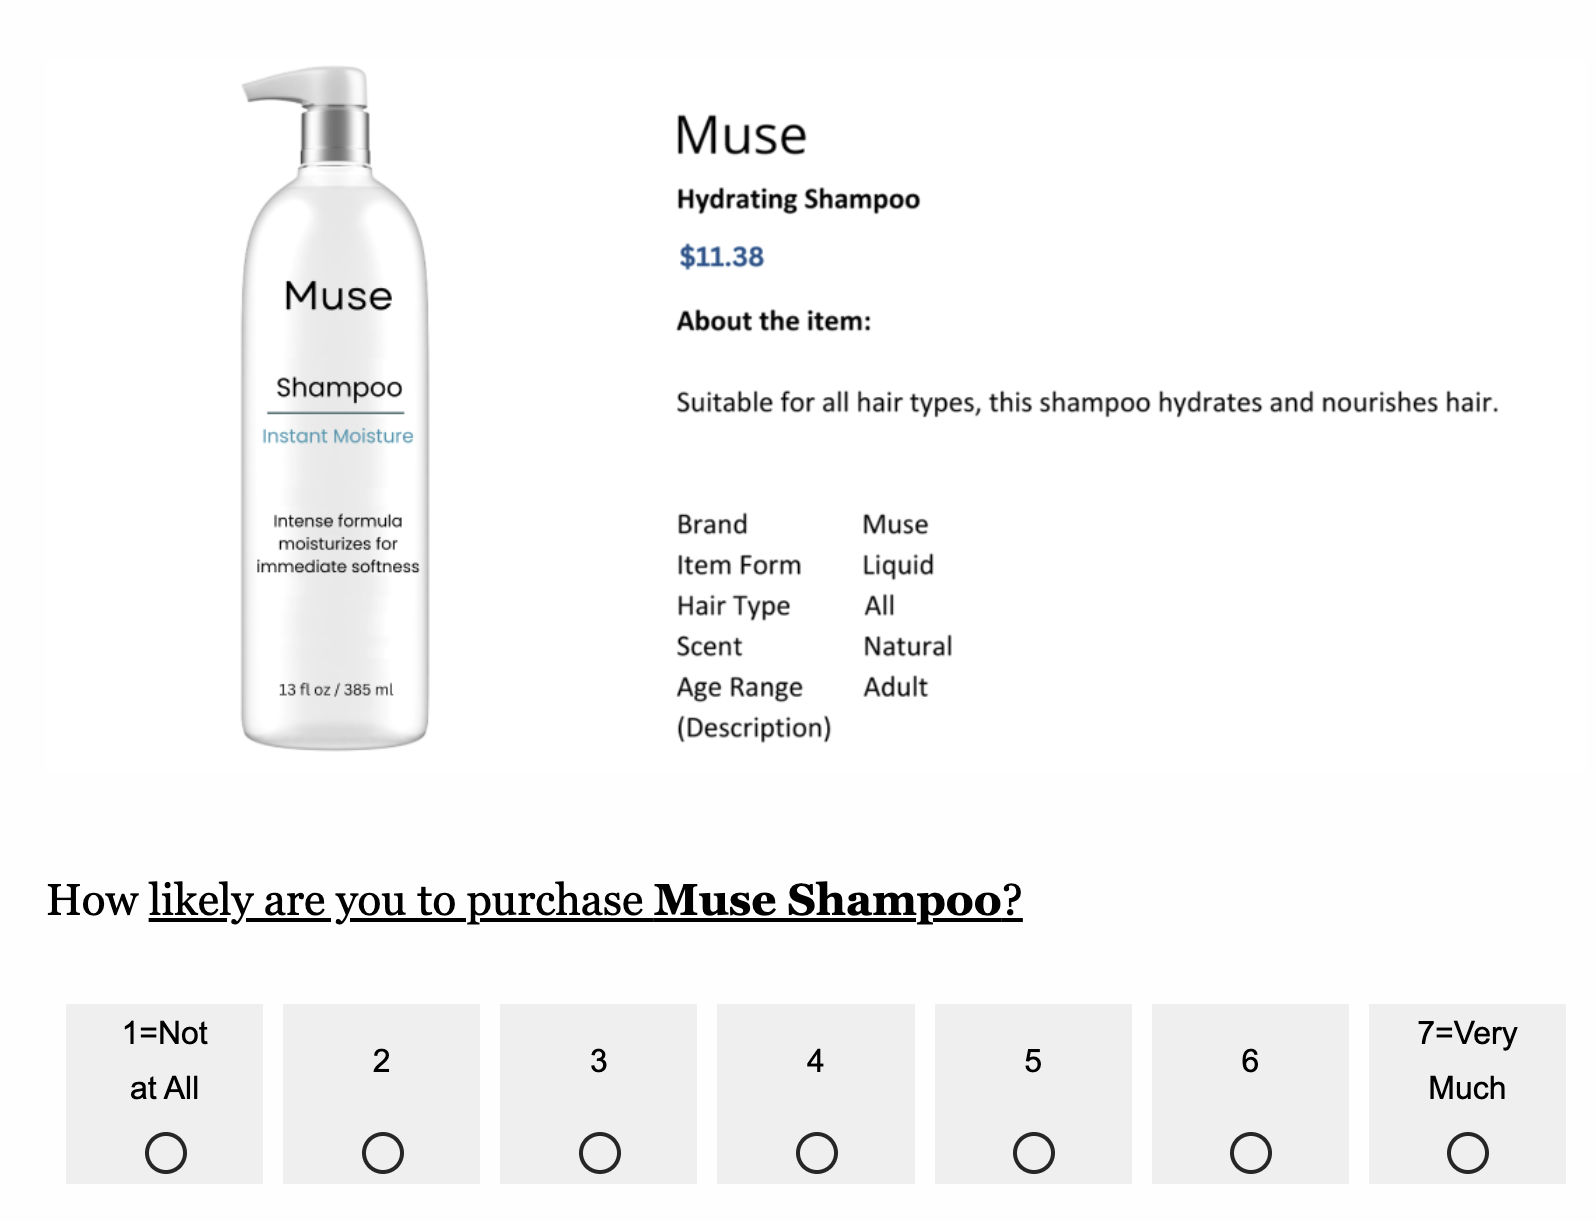 Muse
Shampoo
Instant Moisture
Intense formula
moisturizes for
immediate softness
13 fl oz / 385 ml
Muse
Hydrating Shampoo
$11.38
About the item:
Suitable for all hair types, this shampoo hydrates and nourishes hair.
Brand Muse
Item Form Liquid
Hair Type All
Scent Natural
Age Range Adult
(Description)
How likely are you to purchase Muse Shampoo?
1=Not at All
2
3
4
5
6
7=Very Much